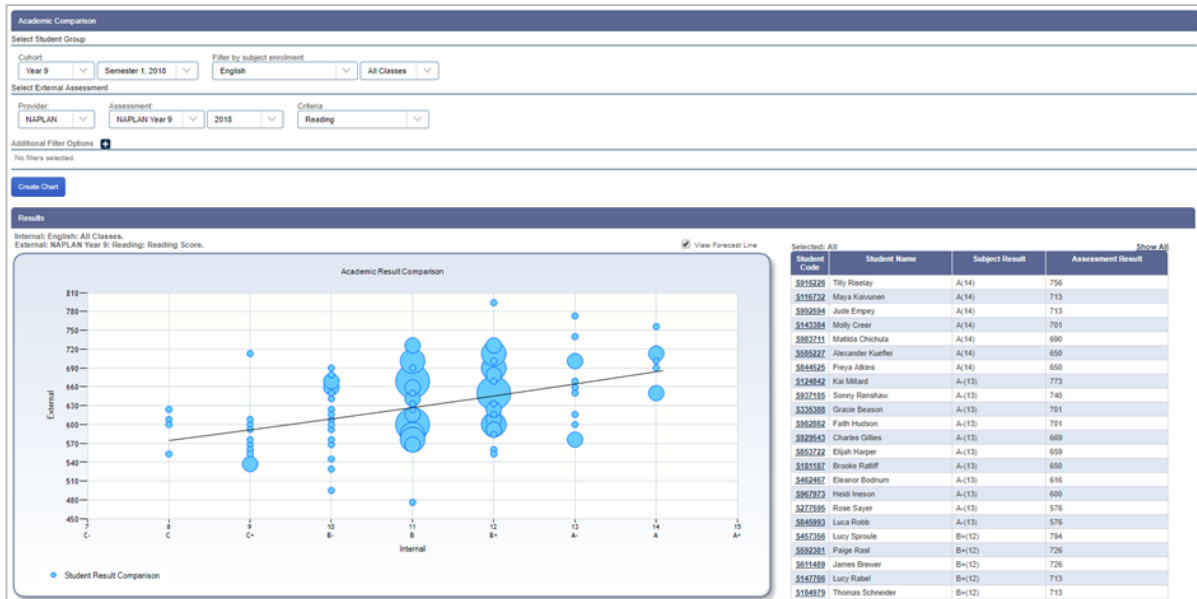 Academic Comparison
Select Student Group
Cohort: Filter by subject enrolment:
Year 9 Semester 1, 2018 English All Classes
Select External Assessment
Provider: Assessment: Criteria
NAPLAN NAPLAN Year 9 2018 Reading
Additional Filter Options
No filters selected.
Create Chart
Results
Internal: English: All Classes.
External: NAPLAN Year 9: Reading: Reading Score.
View Forecast Line
Academic Result Comparison
810
780
750
720
690
660
630
600
570
540
510
480
450
External
7 8 9 10 11 12 13 14 15
C- C C+ B- B B+ A- A A+
Internal
Student Result Comparison
Selected: All Show All
Student Code Student Name Subject Result Assessment Result
S916226 Tilly Riselay A(14) 756
S116732 Maya Koivunen A(14) 713
S992594 Jude Empey A(14) 713
S143384 Molly Creer A(14) 701
S983711 Matilda Chichula A(14) 690
S585227 Alexander Kuefler A(14) 650
S844525 Freya Atkins A(14) 650
S124842 Kai Millard A-(13) 773
S937185 Sonny Renshaw A-(13) 740
S335388 Gracie Beason A-(13) 701
S982882 Faith Hudson A-(13) 701
S929543 Charles Gillies A-(13) 669
S853722 Elijah Harper A-(13) 659
S181187 Brooke Ratliff A-(13) 650
S462467 Eleanor Bodnum A-(13) 616
S967973 Heidi Ineson A-(13) 600
S277595 Rose Sayer A-(13) 576
S845993 Luca Robb A-(13) 576
S457356 Lucy Sproule B+(12) 794
S592381 Paige Rast B+(12) 726
S611489 James Brewer B+(12) 726
S147766 Lucy Rabel B+(12) 713
S184979 Thomas Schneider B+(12) 713